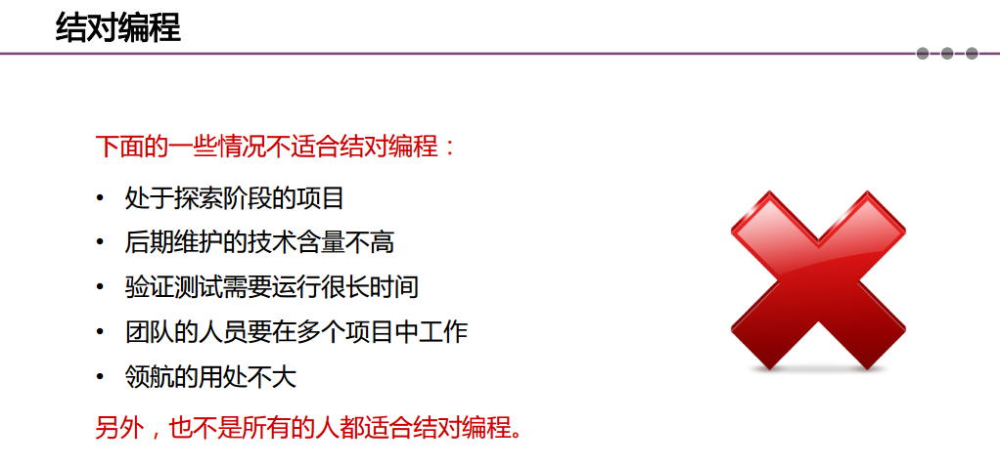 结对编程
下面的一些情况不适合结对编程：
• 处于探索阶段的项目
• 后期维护的技术含量不高
• 验证测试需要运行很长时间
• 团队的人员要在多个项目中工作
• 领航的用处不大
另外，也不是所有的人都适合结对编程。